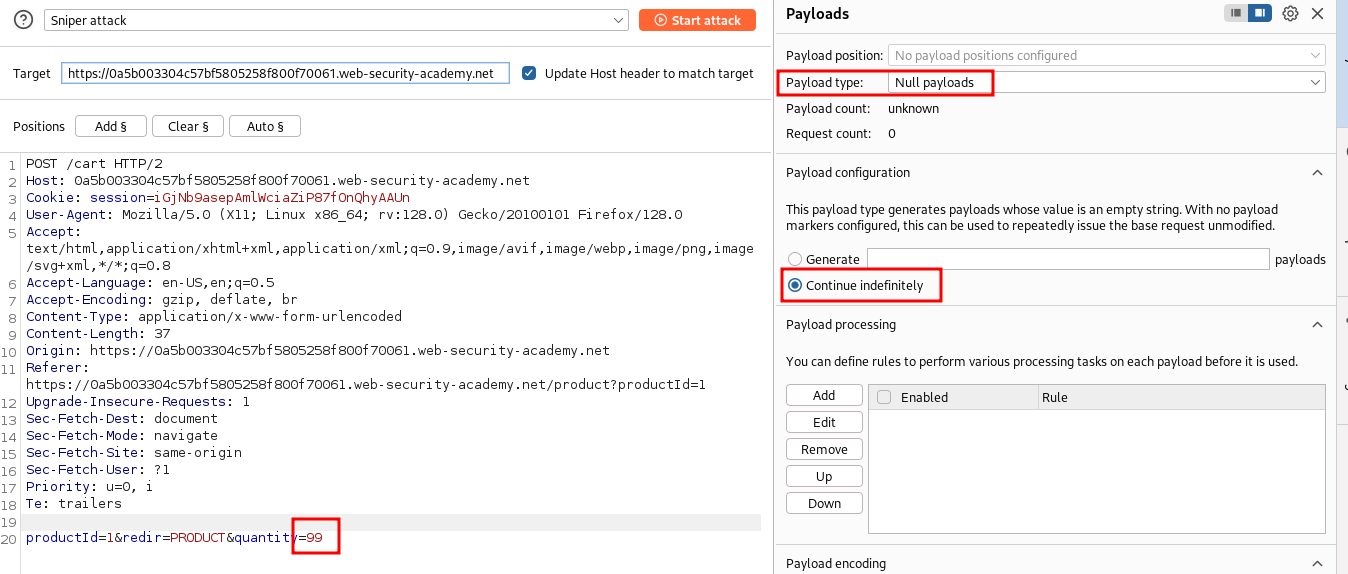 Sniper attack
Start attack
Target
https://0a5b003304c57bf5805258f800f70061.web-security-academy.net
Update Host header to match target
Positions
Add §
Clear §
Auto §
1 POST /cart HTTP/2
2 Host: 0a5b003304c57bf5805258f800f70061.web-security-academy.net
3 Cookie: session=iGjNb9asepAmlWciaZiP87fOnQhyAAUn
4 User-Agent: Mozilla/5.0 (X11; Linux x86_64; rv:128.0) Gecko/20100101 Firefox/128.0
5 Accept:
text/html,application/xhtml+xml,application/xml;q=0.9,image/avif,image/webp,image/png,image
/svg+xml,*/*;q=0.8
6 Accept-Language: en-US,en;q=0.5
7 Accept-Encoding: gzip, deflate, br
8 Content-Type: application/x-www-form-urlencoded
9 Content-Length: 37
10 Origin: https://0a5b003304c57bf5805258f800f70061.web-security-academy.net
11 Referer:
https://0a5b003304c57bf5805258f800f70061.web-security-academy.net/product?productId=1
12 Upgrade-Insecure-Requests: 1
13 Sec-Fetch-Dest: document
14 Sec-Fetch-Mode: navigate
15 Sec-Fetch-Site: same-origin
16 Sec-Fetch-User: ?1
17 Priority: u=0, i
18 Te: trailers
19
20 productId=1&redir=PRODUCT&quantity=99
Payloads
Payload position: No payload positions configured
Payload type: Null payloads
Payload count: unknown
Request count: 0
Payload configuration
This payload type generates payloads whose value is an empty string. With no payload
markers configured, this can be used to repeatedly issue the base request unmodified.
Generate payloads
Continue indefinitely
Payload processing
You can define rules to perform various processing tasks on each payload before it is used.
Add
Edit
Remove
Up
Down
Enabled Rule
Payload encoding